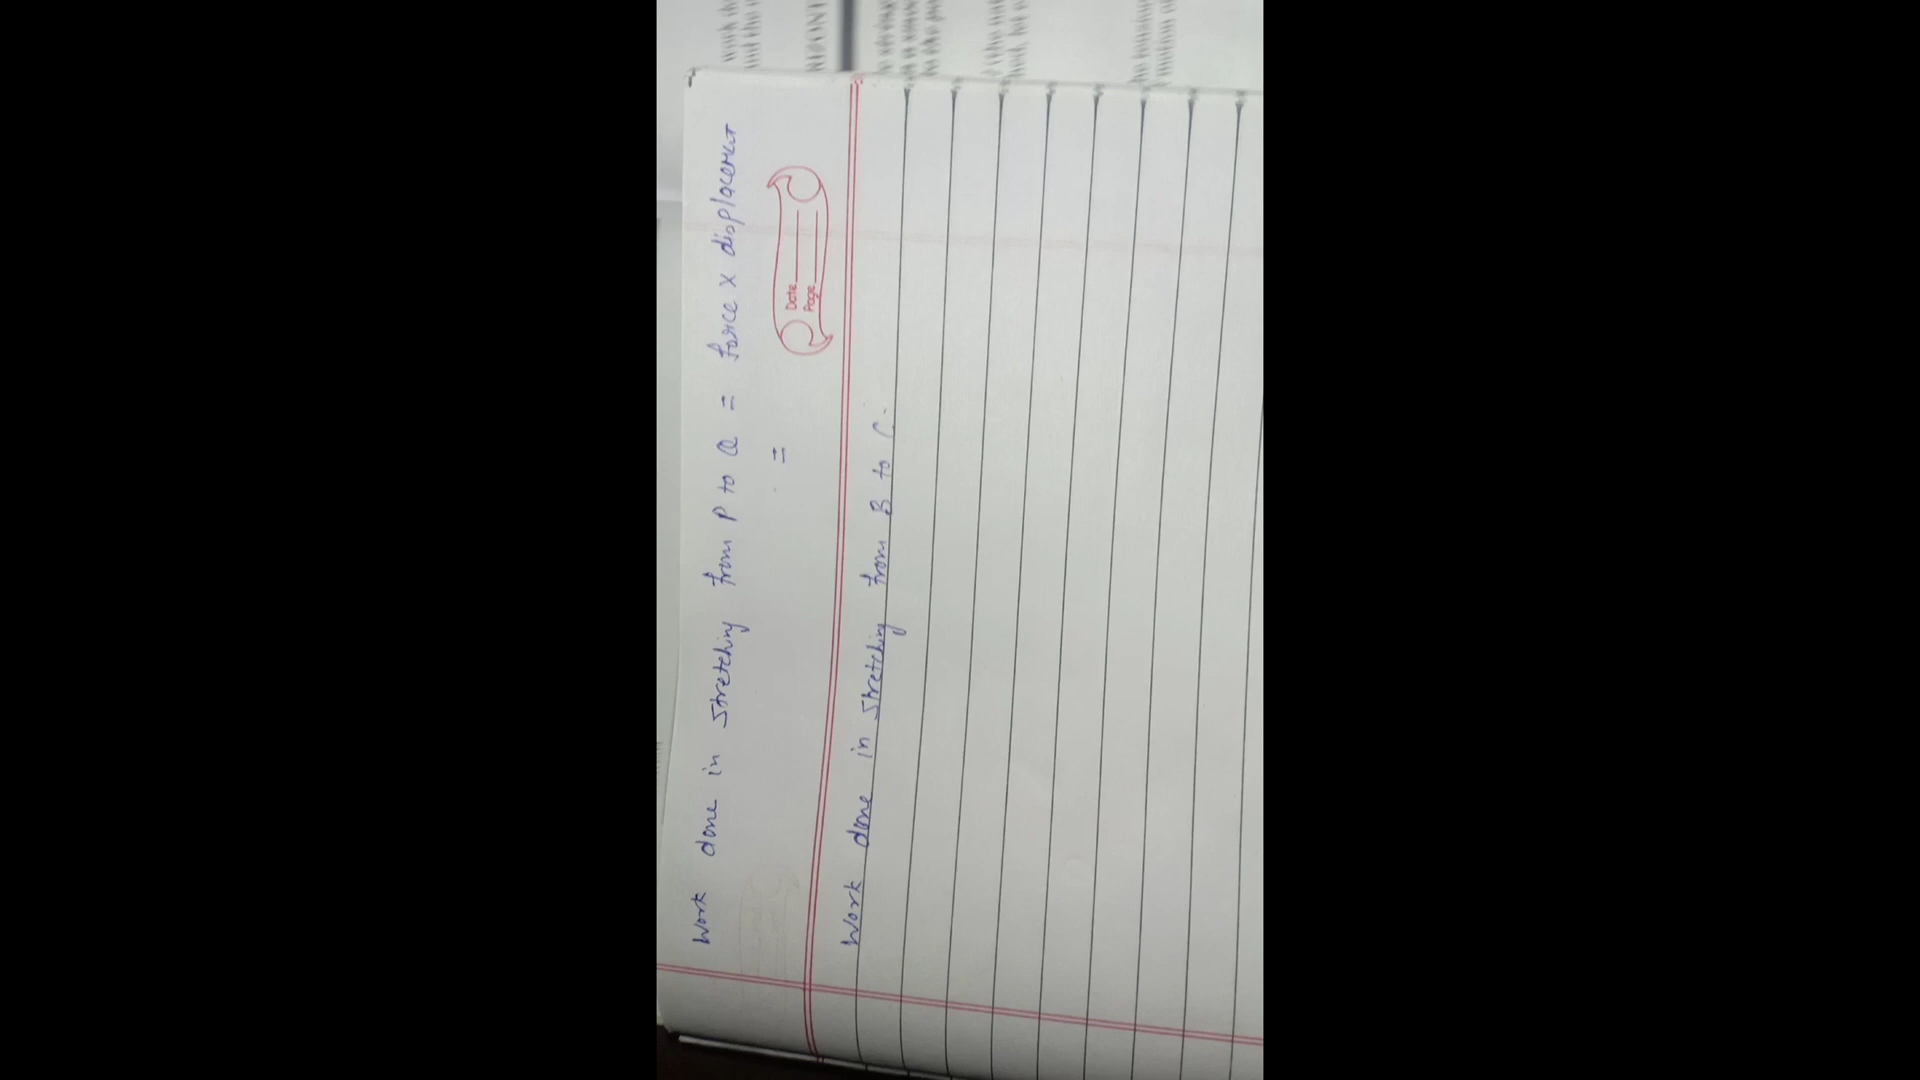 Work done in stretching from P to Q = force x displacement
=
Date
Page
Work done in stretching from B to C.